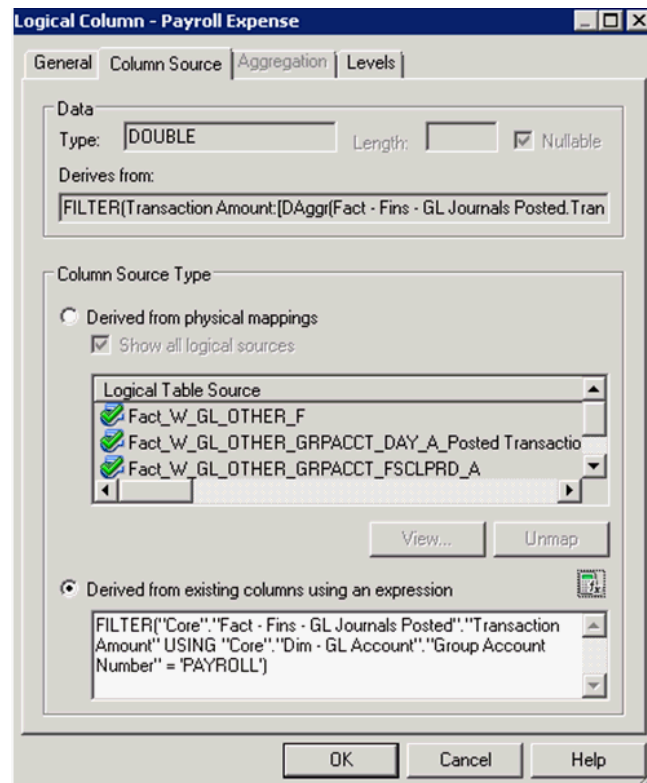 Logical Column - Payroll Expense
General Column Source Aggregation Levels
Data
Type: DOUBLE Length: Nullable
Derives from:
FILTER(Transaction Amount:[DAggr(Fact - Fins - GL Journals Posted.Tran
Column Source Type
Derived from physical mappings
Show all logical sources
Logical Table Source
Fact_W_GL_OTHER_F
Fact_W_GL_OTHER_GRPACCT_DAY_A_Posted Transactio
Fact_W_GL_OTHER_GRPACCT_FSCLPRD_A
View... Unmap
Derived from existing columns using an expression
FILTER("Core"."Fact - Fins - GL Journals Posted"."Transaction
Amount" USING "Core"."Dim - GL Account"."Group Account
Number" = 'PAYROLL')
OK Cancel Help